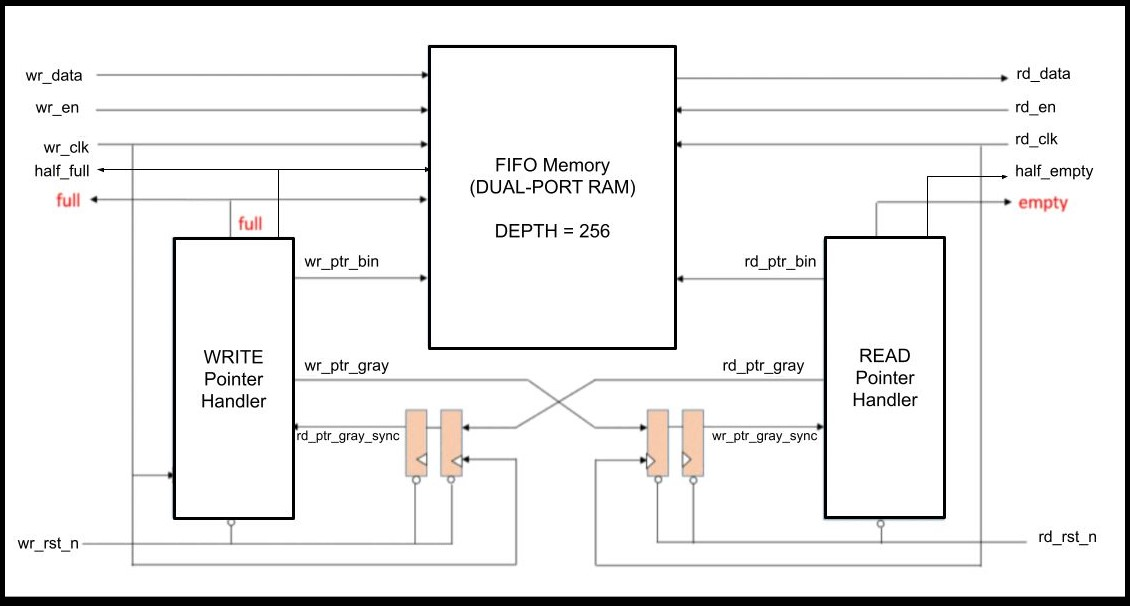 wr_data
wr_en
wr_clk
half_full
full
full
FIFO Memory
(DUAL-PORT RAM)
DEPTH = 256
rd_data
rd_en
rd_clk
half_empty
empty
wr_ptr_bin
rd_ptr_bin
WRITE
Pointer
Handler
wr_ptr_gray
rd_ptr_gray
READ
Pointer
Handler
rd_ptr_gray_sync
wr_ptr_gray_sync
wr_rst_n
rd_rst_n